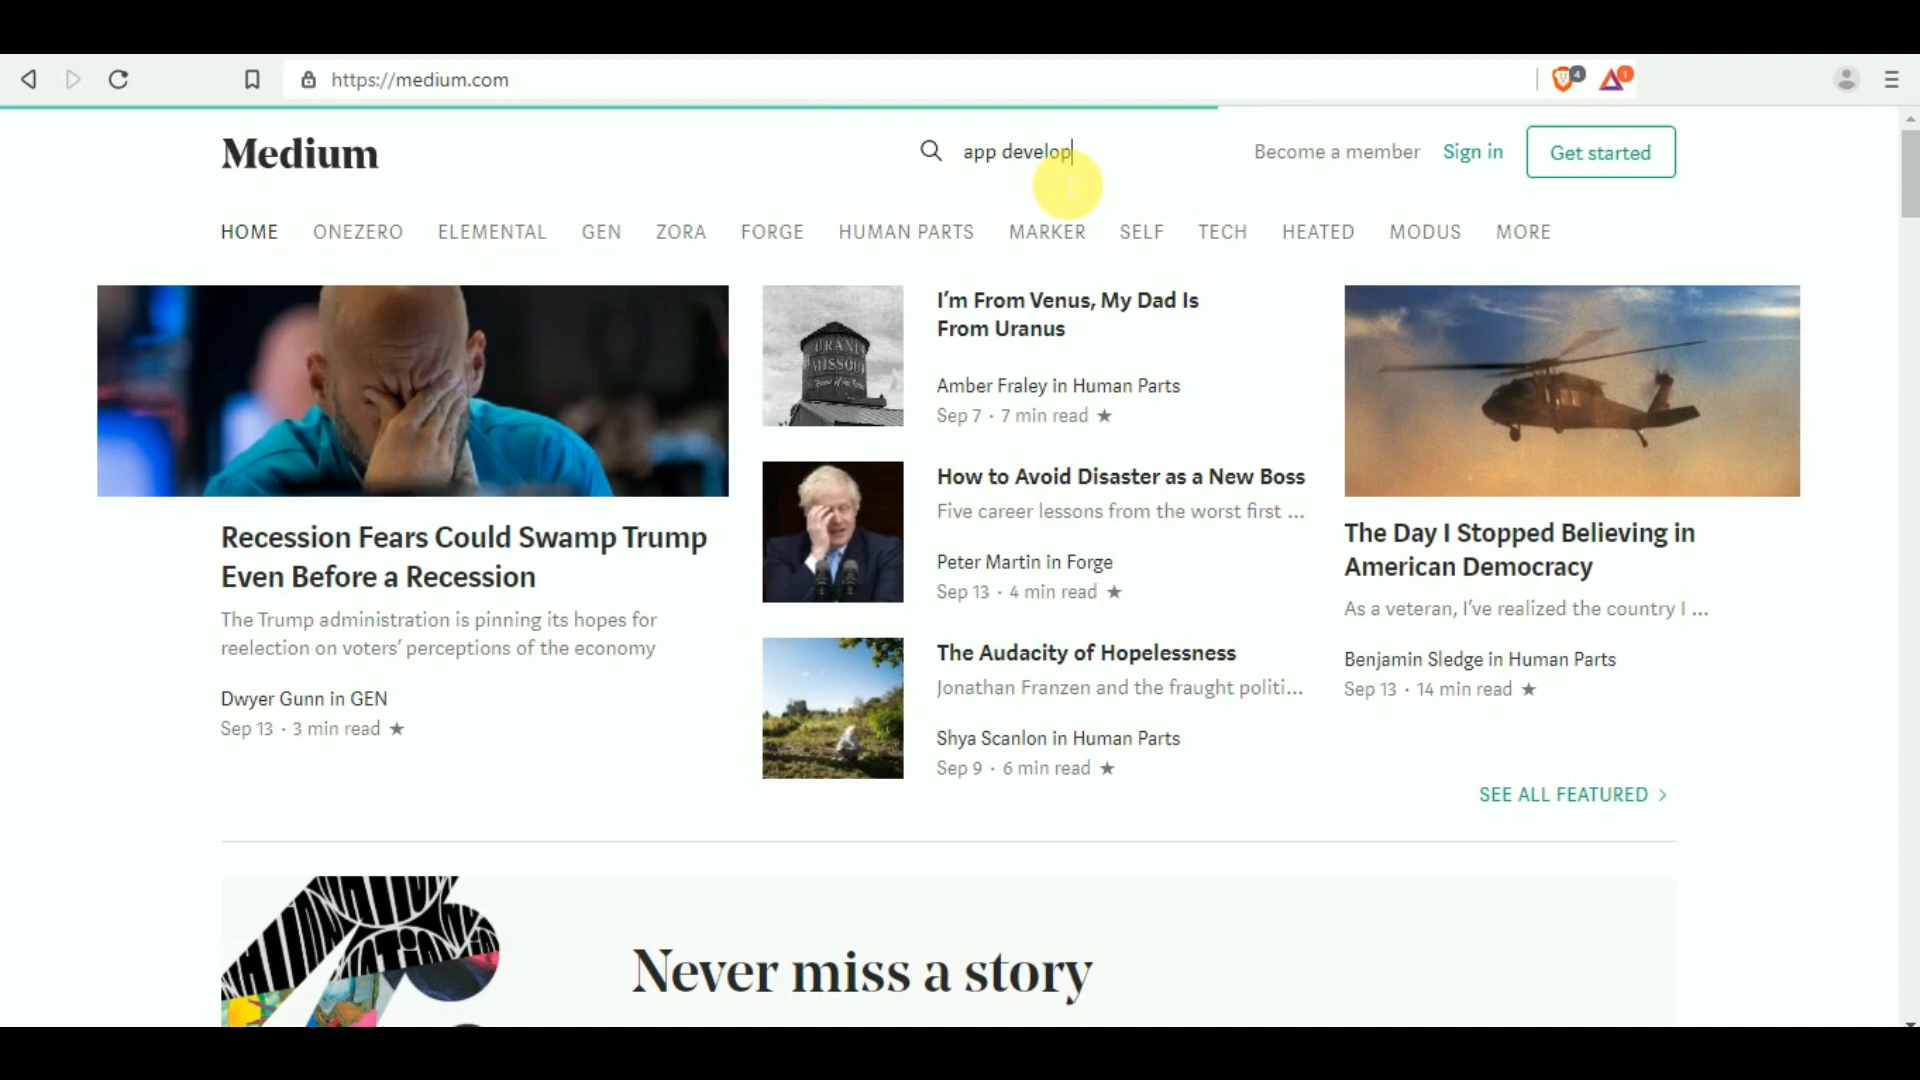 https://medium.com
4
1
Medium
app develop
Become a member
Sign in
Get started
HOME
ONEZERO
ELEMENTAL
GEN
ZORA
FORGE
HUMAN PARTS
MARKER
SELF
TECH
HEATED
MODUS
MORE
Recession Fears Could Swamp Trump
Even Before a Recession
The Trump administration is pinning its hopes for
reelection on voters’ perceptions of the economy
Dwyer Gunn in GEN
Sep 13 · 3 min read ★
I’m From Venus, My Dad Is
From Uranus
Amber Fraley in Human Parts
Sep 7 · 7 min read ★
How to Avoid Disaster as a New Boss
Five career lessons from the worst first ...
Peter Martin in Forge
Sep 13 · 4 min read ★
The Audacity of Hopelessness
Jonathan Franzen and the fraught politi...
Shya Scanlon in Human Parts
Sep 9 · 6 min read ★
The Day I Stopped Believing in
American Democracy
As a veteran, I’ve realized the country I ...
Benjamin Sledge in Human Parts
Sep 13 · 14 min read ★
SEE ALL FEATURED
Never miss a story